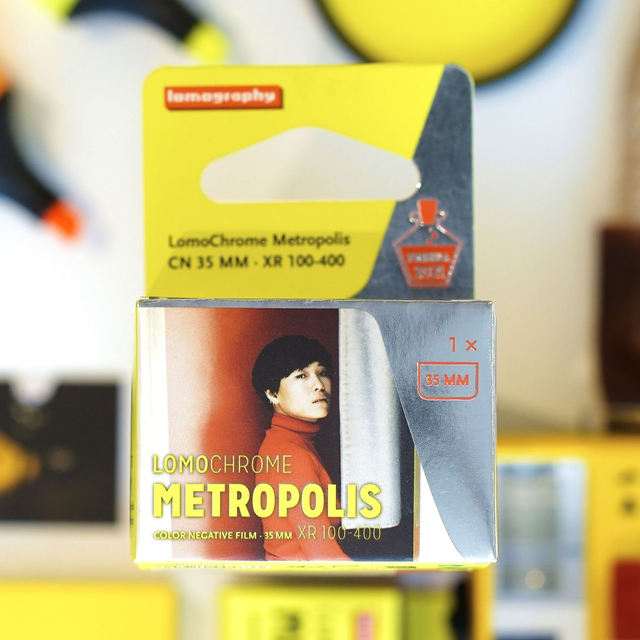 lomography
LomoChrome Metropolis
CN 35 MM · XR 100-400
1 ×
35 MM
LOMOCHROME
METROPOLIS
COLOR NEGATIVE FILM · 35 MM XR 100-400